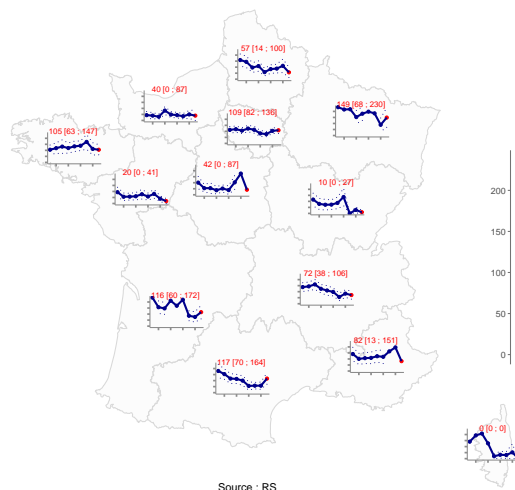 57 [14 ; 100]
40 [0 ; 87]
149 [68 ; 230]
109 [82 ; 136]
105 [63 ; 147]
42 [0 ; 87]
20 [0 ; 41]
10 [0 ; 27]
200
150
72 [38 ; 106]
100
116 [60 ; 172]
50
82 [13 ; 151]
0
117 [70 ; 164]
0 [0 ; 0]
Source : RS